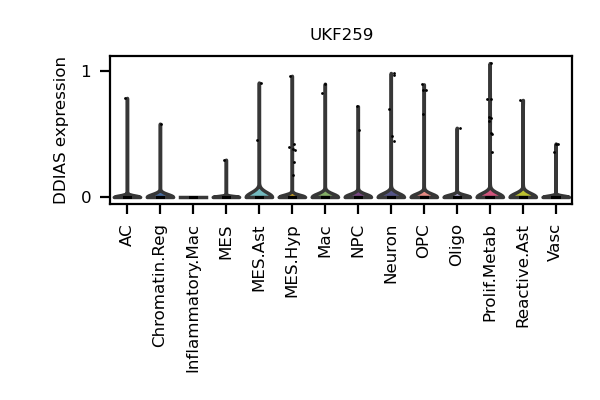 UKF259
DDIAS expression
1
0
AC
Chromatin.Reg
Inflammatory.Mac
MES
MES.Ast
MES.Hyp
Mac
NPC
Neuron
OPC
Oligo
Prolif.Metab
Reactive.Ast
Vasc